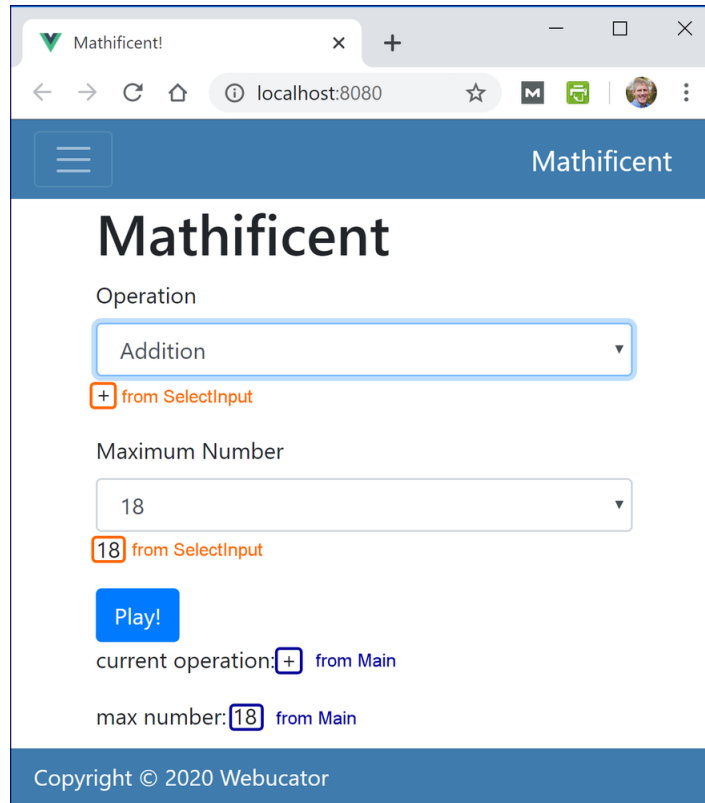 Mathificent!
localhost:8080
Mathificent
Mathificent
Operation
Addition
+ from SelectInput
Maximum Number
18
18 from SelectInput
Play!
current operation: + from Main
max number: 18 from Main
Copyright © 2020 Webucator